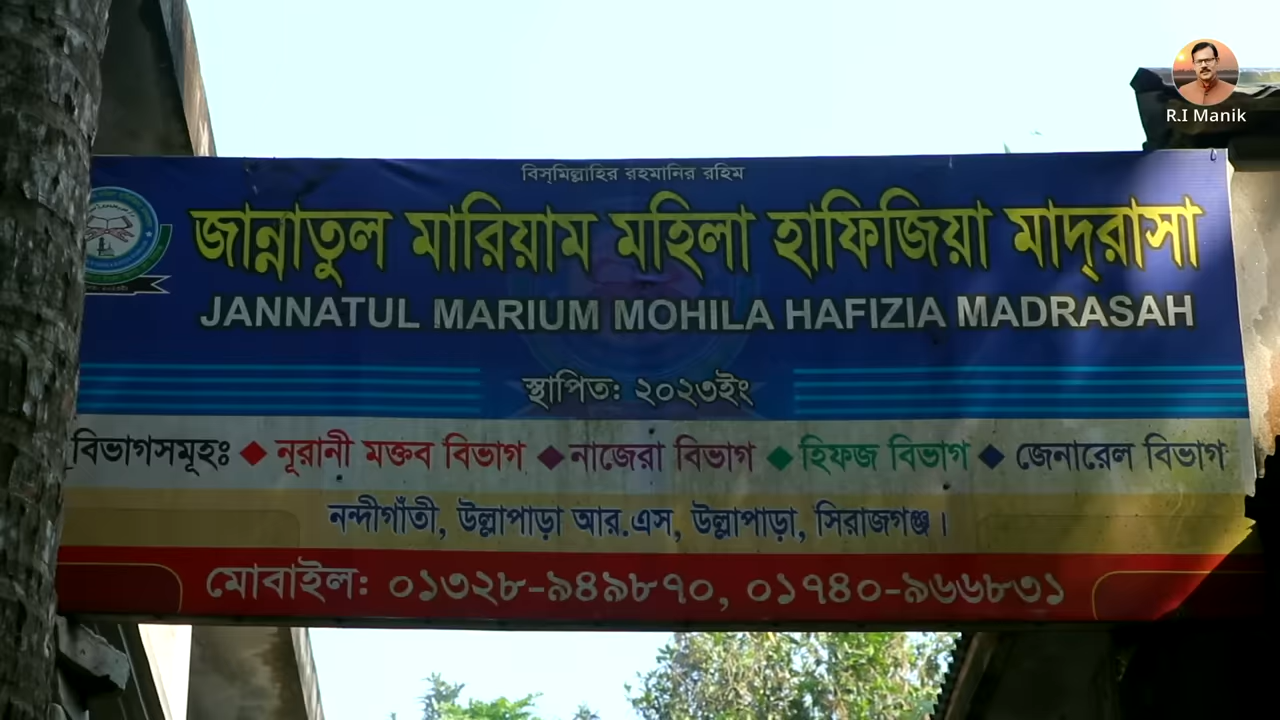 R.I Manik
বিস্‌মিল্লাহির রহমানির রহিম
জান্নাতুল মারিয়াম মহিলা হাফিজিয়া মাদ্‌রাসা
JANNATUL MARIUM MOHILA HAFIZIA MADRASAH
স্থাপিত: ২০২৩ইং
বিভাগসমূহঃ ◆ নূরানী মক্তব বিভাগ ◆ নাজেরা বিভাগ ◆ হিফজ বিভাগ ◆ জেনারেল বিভাগ
নন্দীগাঁতী, উল্লাপাড়া আর.এস, উল্লাপাড়া, সিরাজগঞ্জ।
মোবাইল: ০১৩২৮-৯৪৯৮৭০, ০১৭৪০-৯৬৬৮৩১